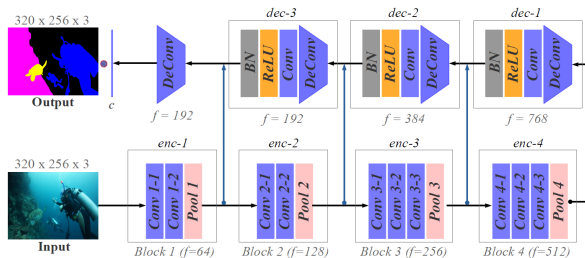 320 x 256 x 3
dec-3
dec-2
dec-1
BN
ReLU
Conv
DeConv
BN
ReLU
Conv
DeConv
BN
ReLU
Conv
DeConv
DeConv
Output
c
f = 192
f = 192
f = 384
f = 768
320 x 256 x 3
enc-1
enc-2
enc-3
enc-4
Conv 1-1
Conv 1-2
Pool 1
Conv 2-1
Conv 2-2
Pool 2
Conv 3-1
Conv 3-2
Conv 3-3
Pool 3
Conv 4-1
Conv 4-2
Conv 4-3
Pool 4
Input
Block 1 (f=64)
Block 2 (f=128)
Block 3 (f=256)
Block 4 (f=512)